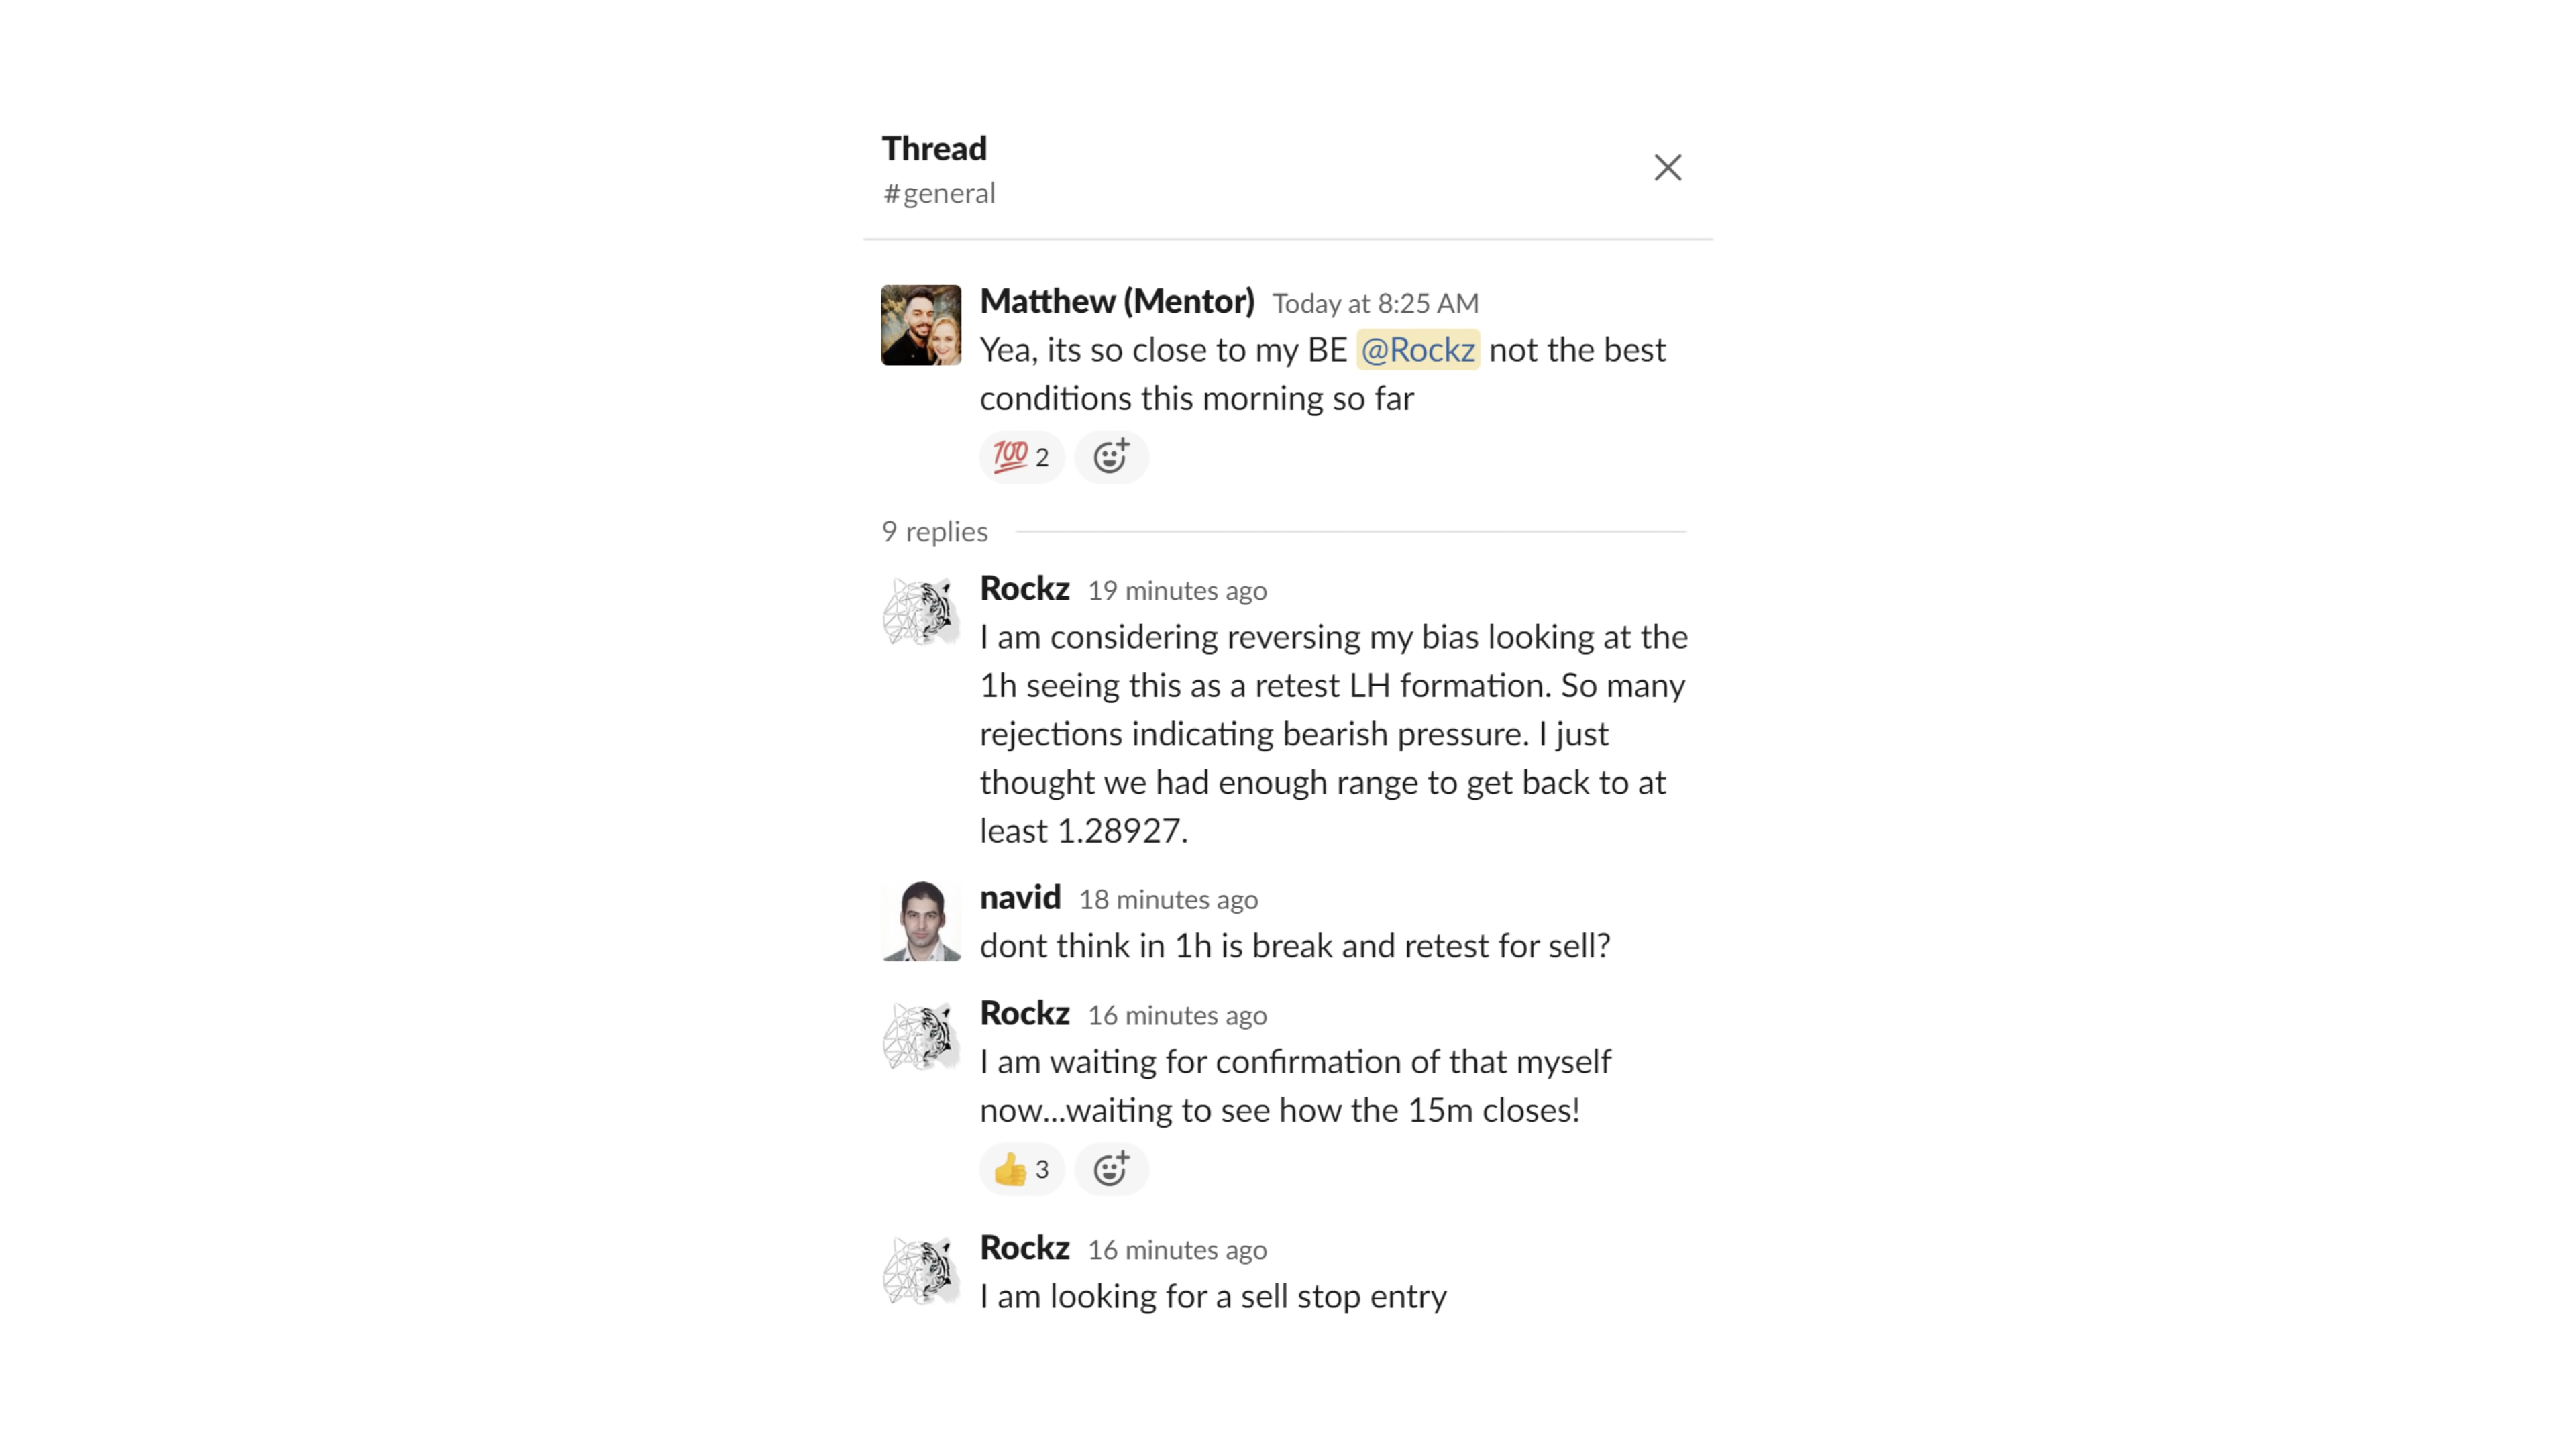 Thread
#general
Matthew (Mentor) Today at 8:25 AM
Yea, its so close to my BE @Rockz not the best
conditions this morning so far
💯 2
9 replies
Rockz 19 minutes ago
I am considering reversing my bias looking at the
1h seeing this as a retest LH formation. So many
rejections indicating bearish pressure. I just
thought we had enough range to get back to at
least 1.28927.
navid 18 minutes ago
dont think in 1h is break and retest for sell?
Rockz 16 minutes ago
I am waiting for confirmation of that myself
now...waiting to see how the 15m closes!
👍 3
Rockz 16 minutes ago
I am looking for a sell stop entry